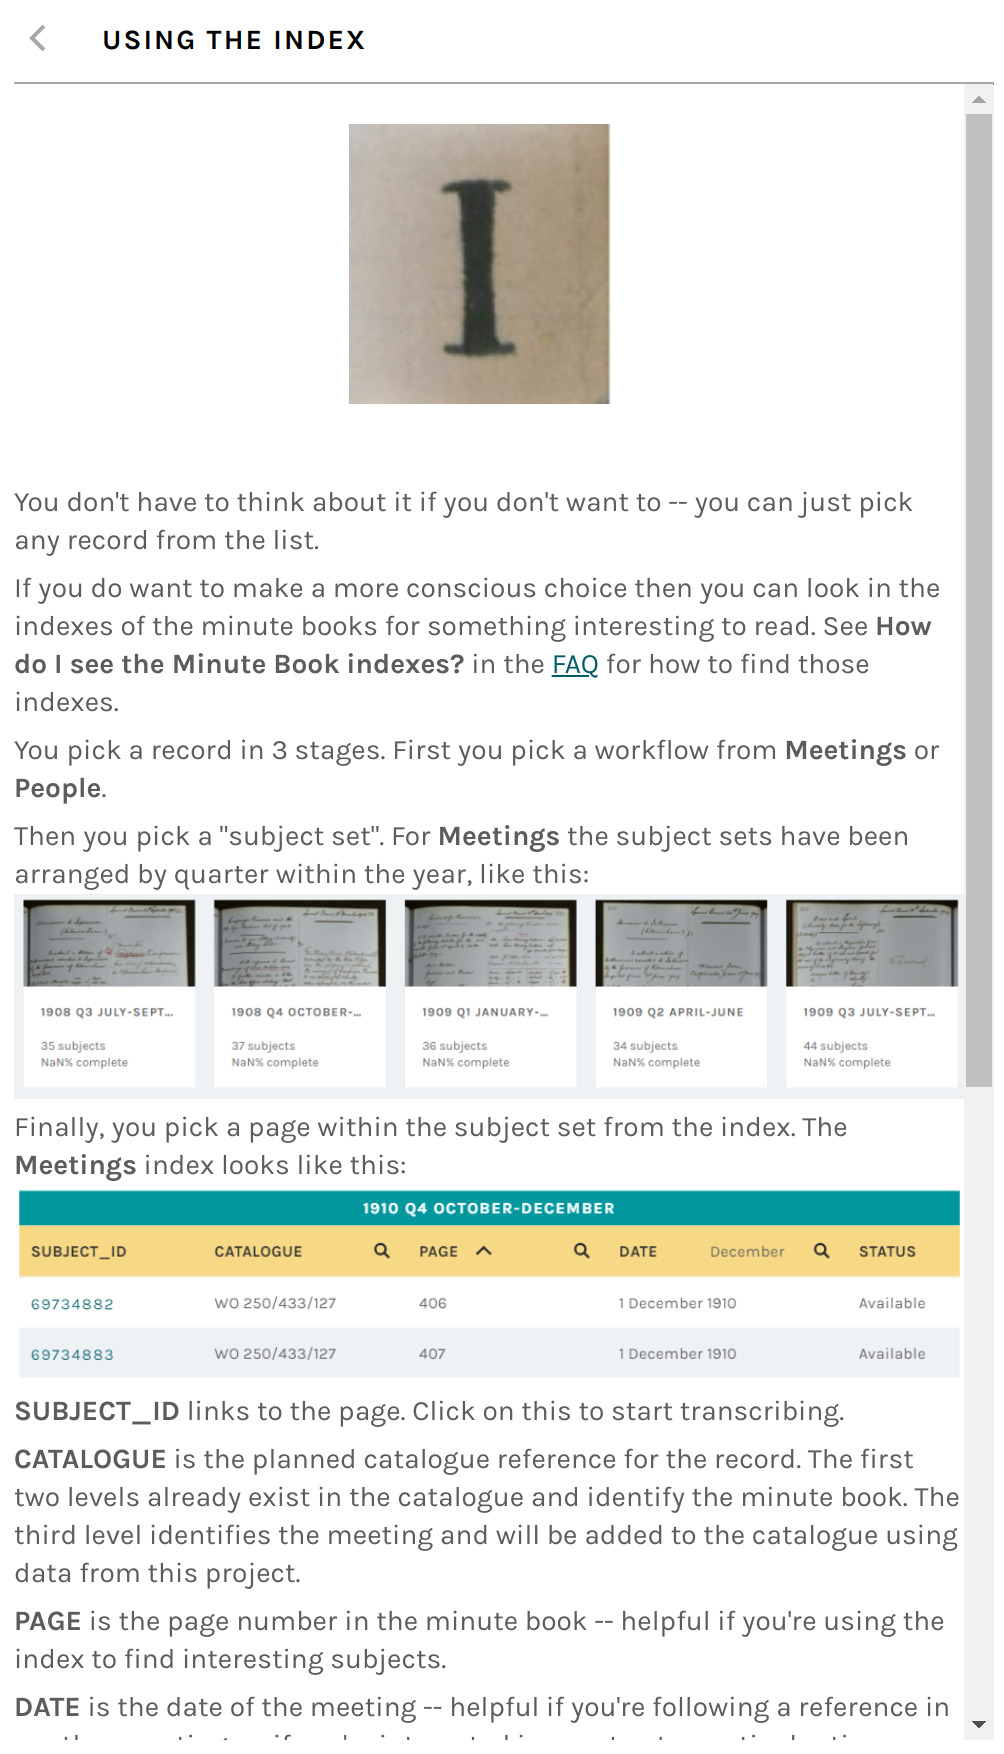 USING THE INDEX
I
You don't have to think about it if you don't want to -- you can just pick
any record from the list.
If you do want to make a more conscious choice then you can look in the
indexes of the minute books for something interesting to read. See How
do I see the Minute Book indexes? in the FAQ for how to find those
indexes.
You pick a record in 3 stages. First you pick a workflow from Meetings or
People.
Then you pick a "subject set". For Meetings the subject sets have been
arranged by quarter within the year, like this:
1908 Q3 JULY-SEPT... 1908 Q4 OCTOBER-... 1909 Q1 JANUARY-... 1909 Q2 APRIL-JUNE 1909 Q3 JULY-SEPT...
35 subjects 37 subjects 36 subjects 34 subjects 44 subjects
NaN% complete NaN% complete NaN% complete NaN% complete NaN% complete
Finally, you pick a page within the subject set from the index. The
Meetings index looks like this:
1910 Q4 OCTOBER-DECEMBER
SUBJECT_ID CATALOGUE PAGE DATE December STATUS
69734882 WO 250/433/127 406 1 December 1910 Available
69734883 WO 250/433/127 407 1 December 1910 Available
SUBJECT_ID links to the page. Click on this to start transcribing.
CATALOGUE is the planned catalogue reference for the record. The first
two levels already exist in the catalogue and identify the minute book. The
third level identifies the meeting and will be added to the catalogue using
data from this project.
PAGE is the page number in the minute book -- helpful if you're using the
index to find interesting subjects.
DATE is the date of the meeting -- helpful if you're following a reference in